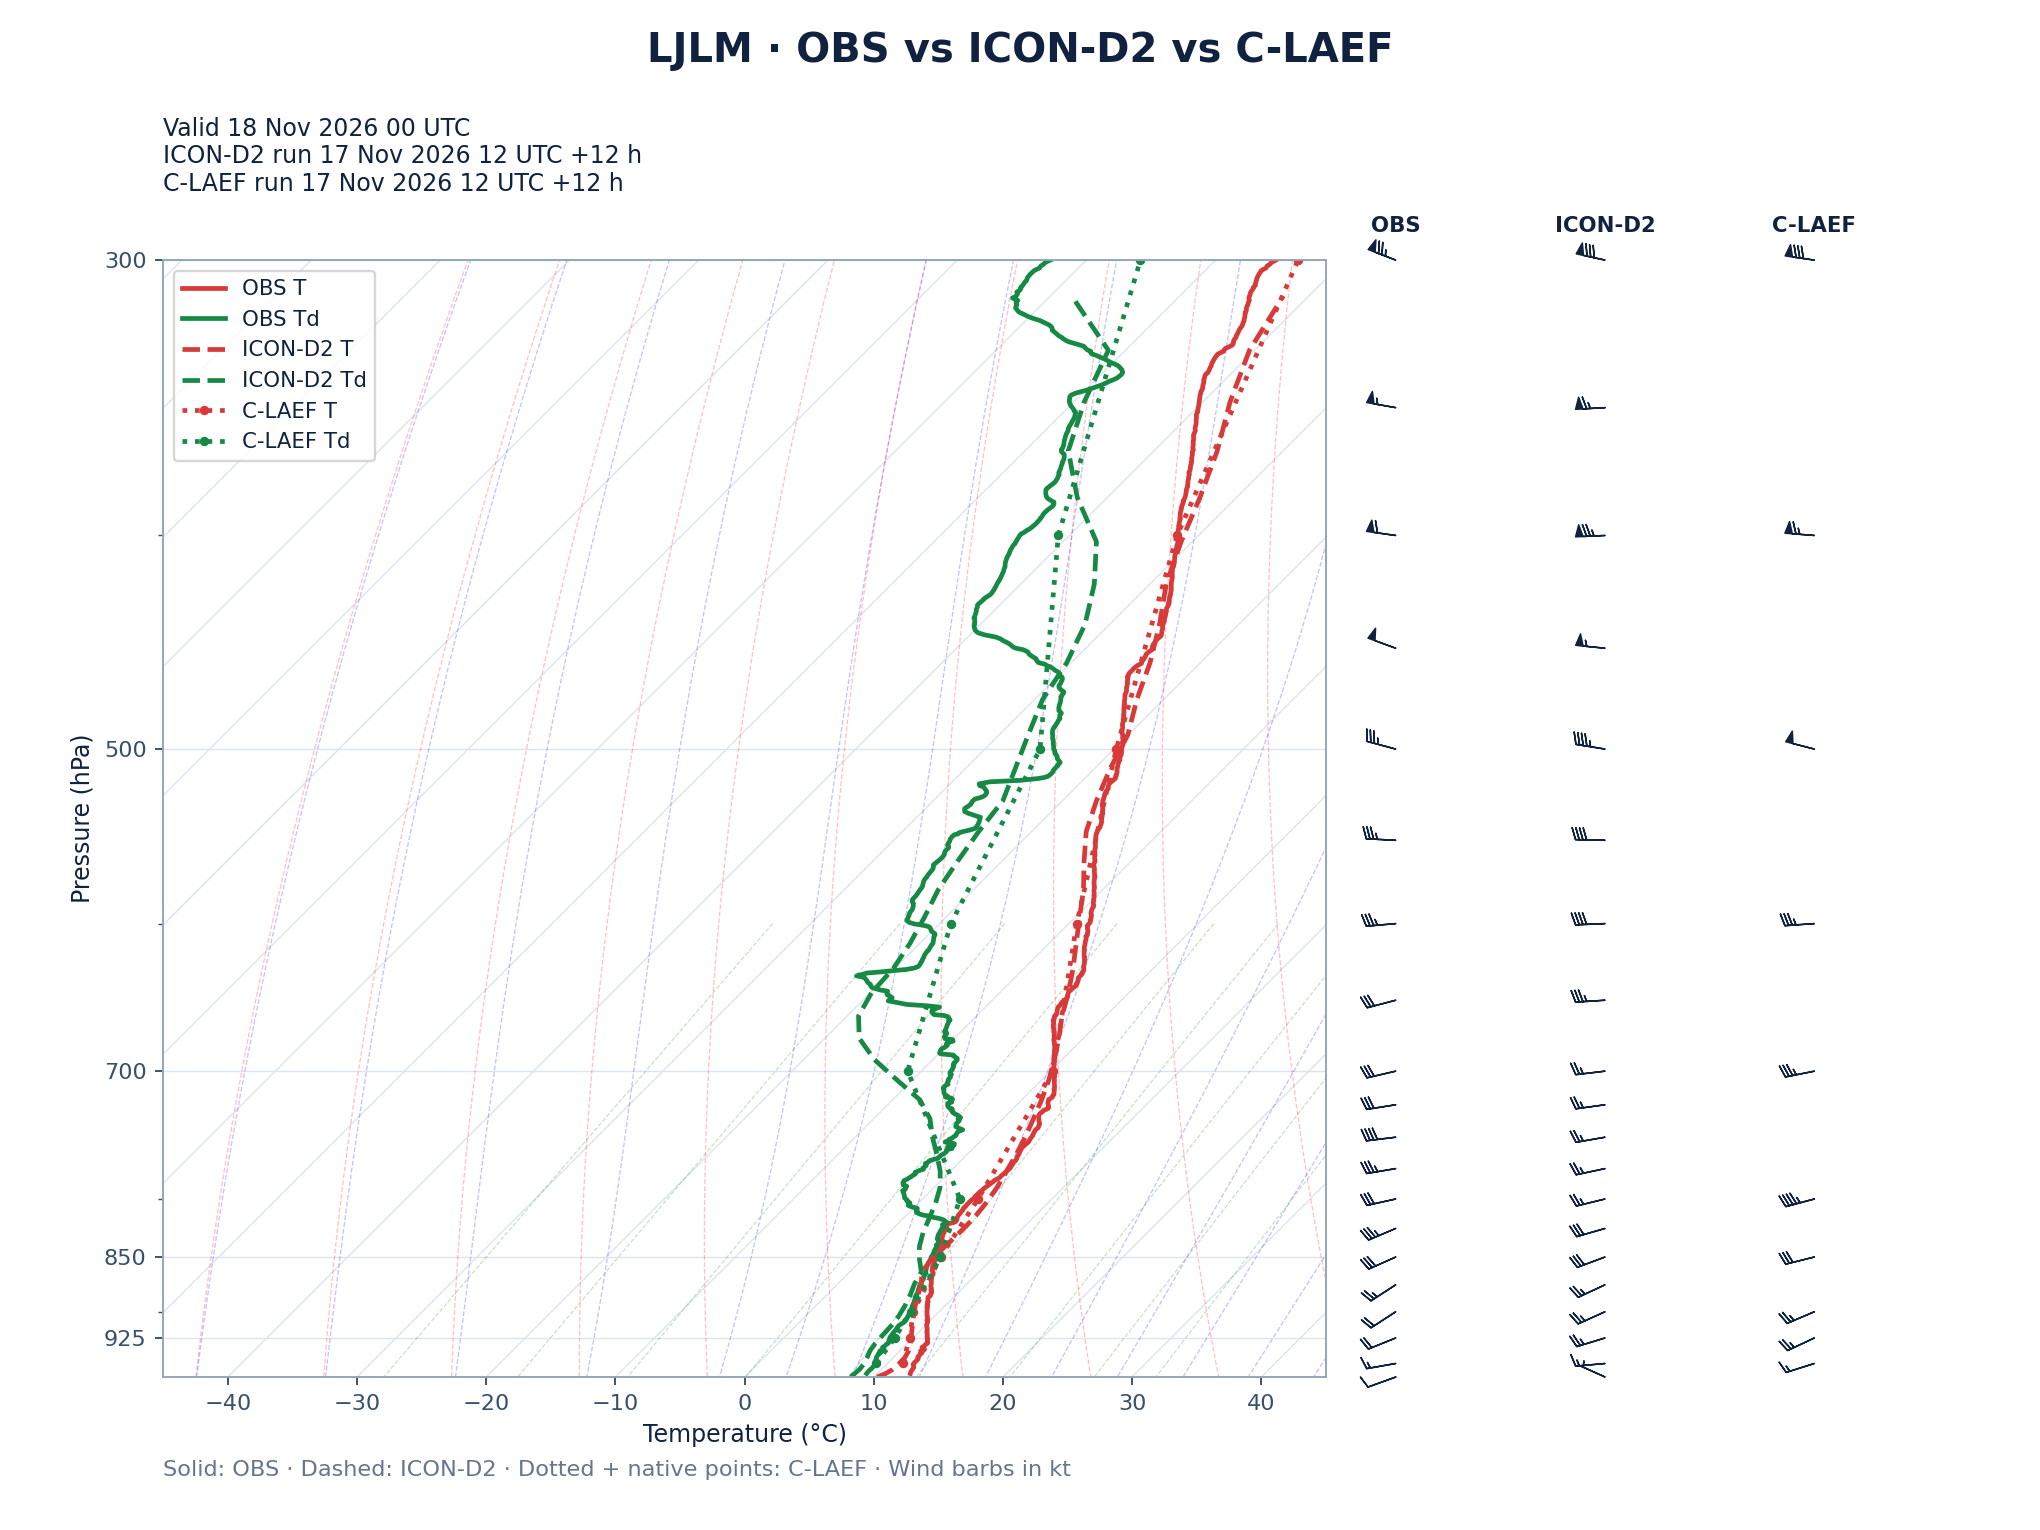 LJLM · OBS vs ICON-D2 vs C-LAEF
Valid 18 Nov 2026 00 UTC
ICON-D2 run 17 Nov 2026 12 UTC +12 h
C-LAEF run 17 Nov 2026 12 UTC +12 h
OBS ICON-D2 C-LAEF
300
500
700
850
925
Pressure (hPa)
OBS T
OBS Td
ICON-D2 T
ICON-D2 Td
C-LAEF T
C-LAEF Td
−40 −30 −20 −10 0 10 20 30 40
Temperature (°C)
Solid: OBS · Dashed: ICON-D2 · Dotted + native points: C-LAEF · Wind barbs in kt